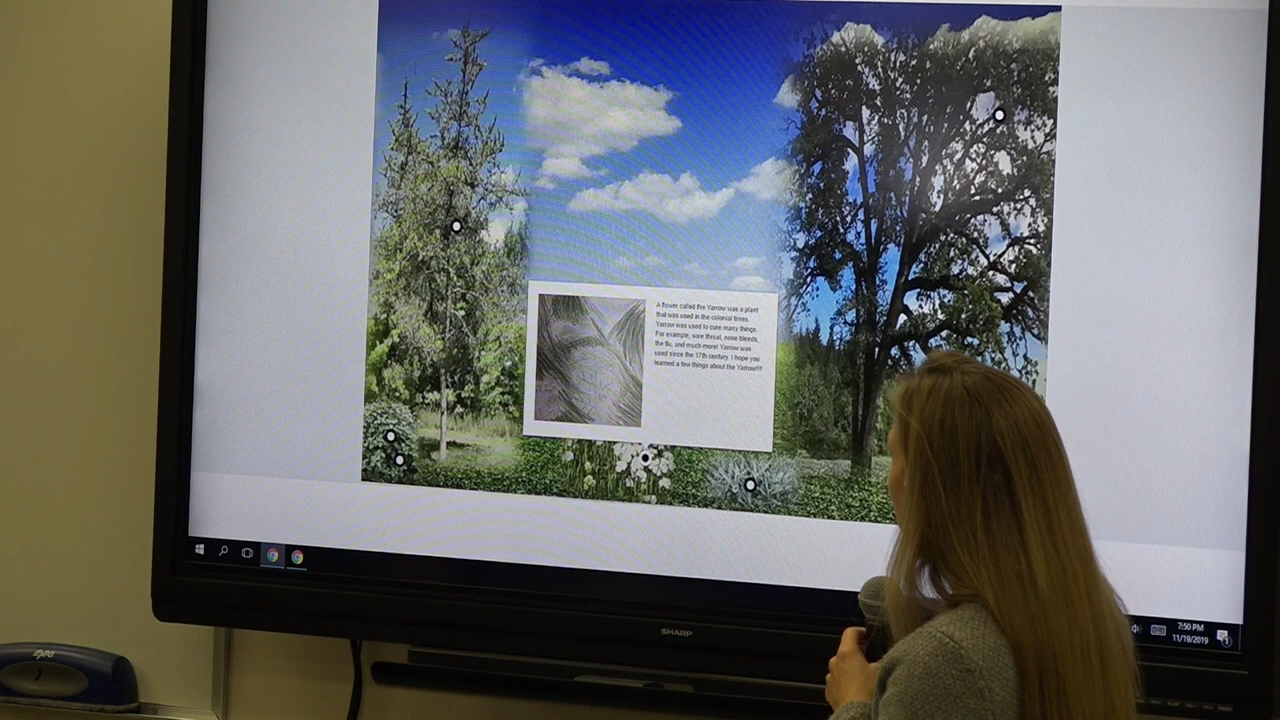 A flower called the Yarrow was a plant
that was used in the colonial times.
Yarrow was used to cure many things.
For example, sore throat, nose bleeds,
the flu, and much more! Yarrow was
used since the 17th century. I hope you
learned a few things about the Yarrow!!!!
SHARP
7:50 PM
11/19/2019
1
EXPO